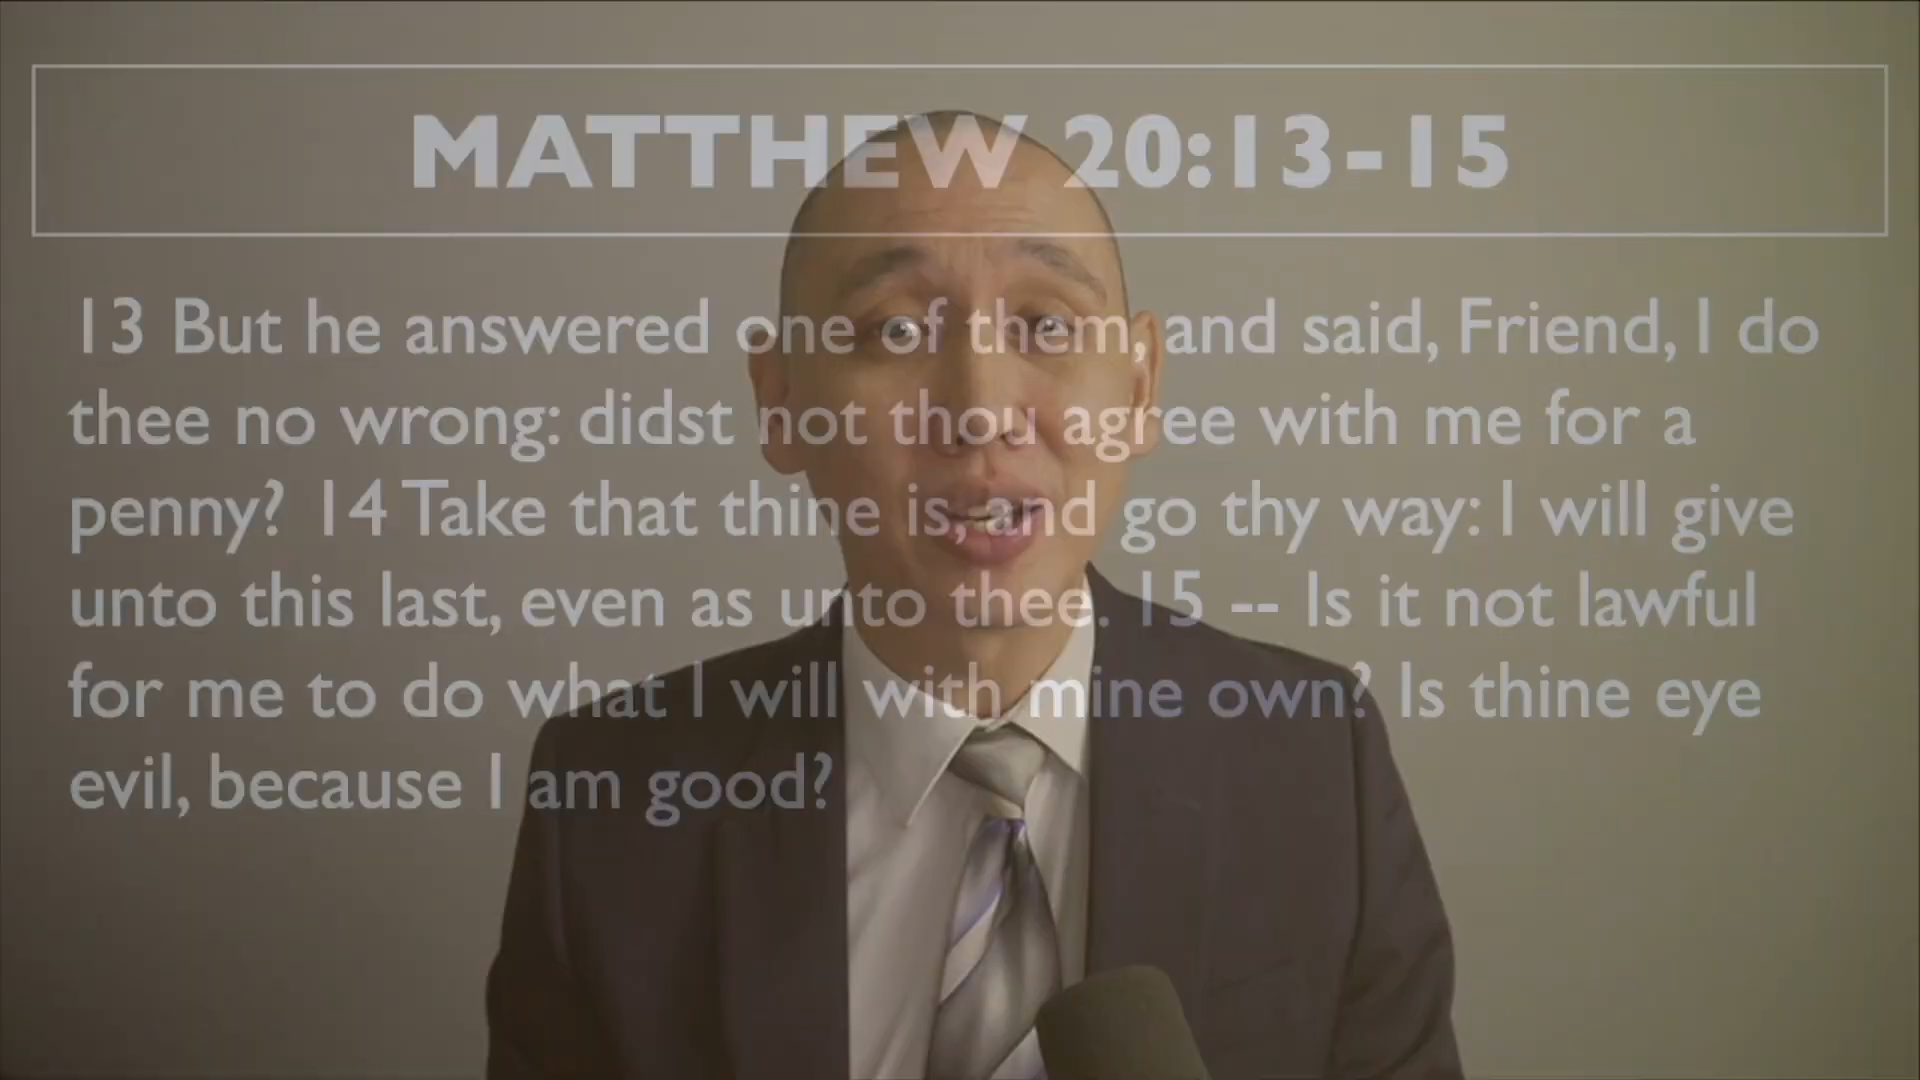 MATTHEW 20:13-15
13 But he answered one of them, and said, Friend, I do
thee no wrong: didst not thou agree with me for a
penny? 14 Take that thine is, and go thy way: I will give
unto this last, even as unto thee. 15 -- Is it not lawful
for me to do what I will with mine own? Is thine eye
evil, because I am good?